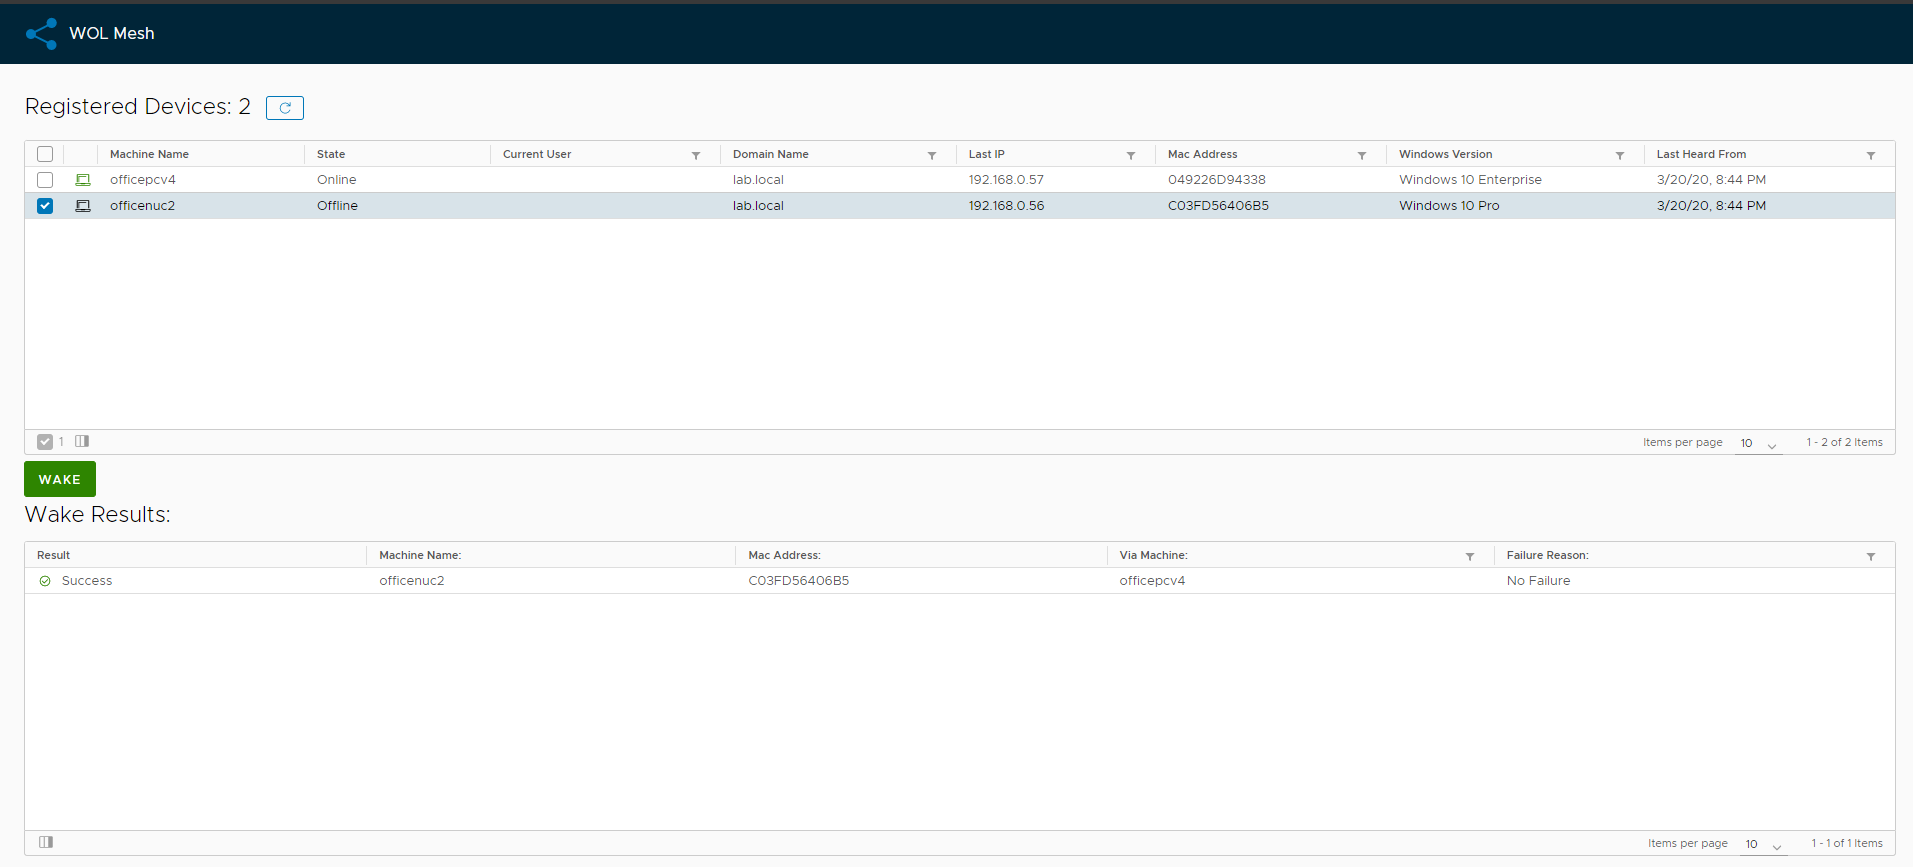 WOL Mesh
Registered Devices: 2
Machine Name State Current User Domain Name Last IP Mac Address Windows Version Last Heard From
officepcv4 Online lab.local 192.168.0.57 049226D94338 Windows 10 Enterprise 3/20/20, 8:44 PM
officenuc2 Offline lab.local 192.168.0.56 C03FD56406B5 Windows 10 Pro 3/20/20, 8:44 PM
1 Items per page 10 1 - 2 of 2 Items
WAKE
Wake Results:
Result Machine Name: Mac Address: Via Machine: Failure Reason:
Success officenuc2 C03FD56406B5 officepcv4 No Failure
Items per page 10 1 - 1 of 1 Items